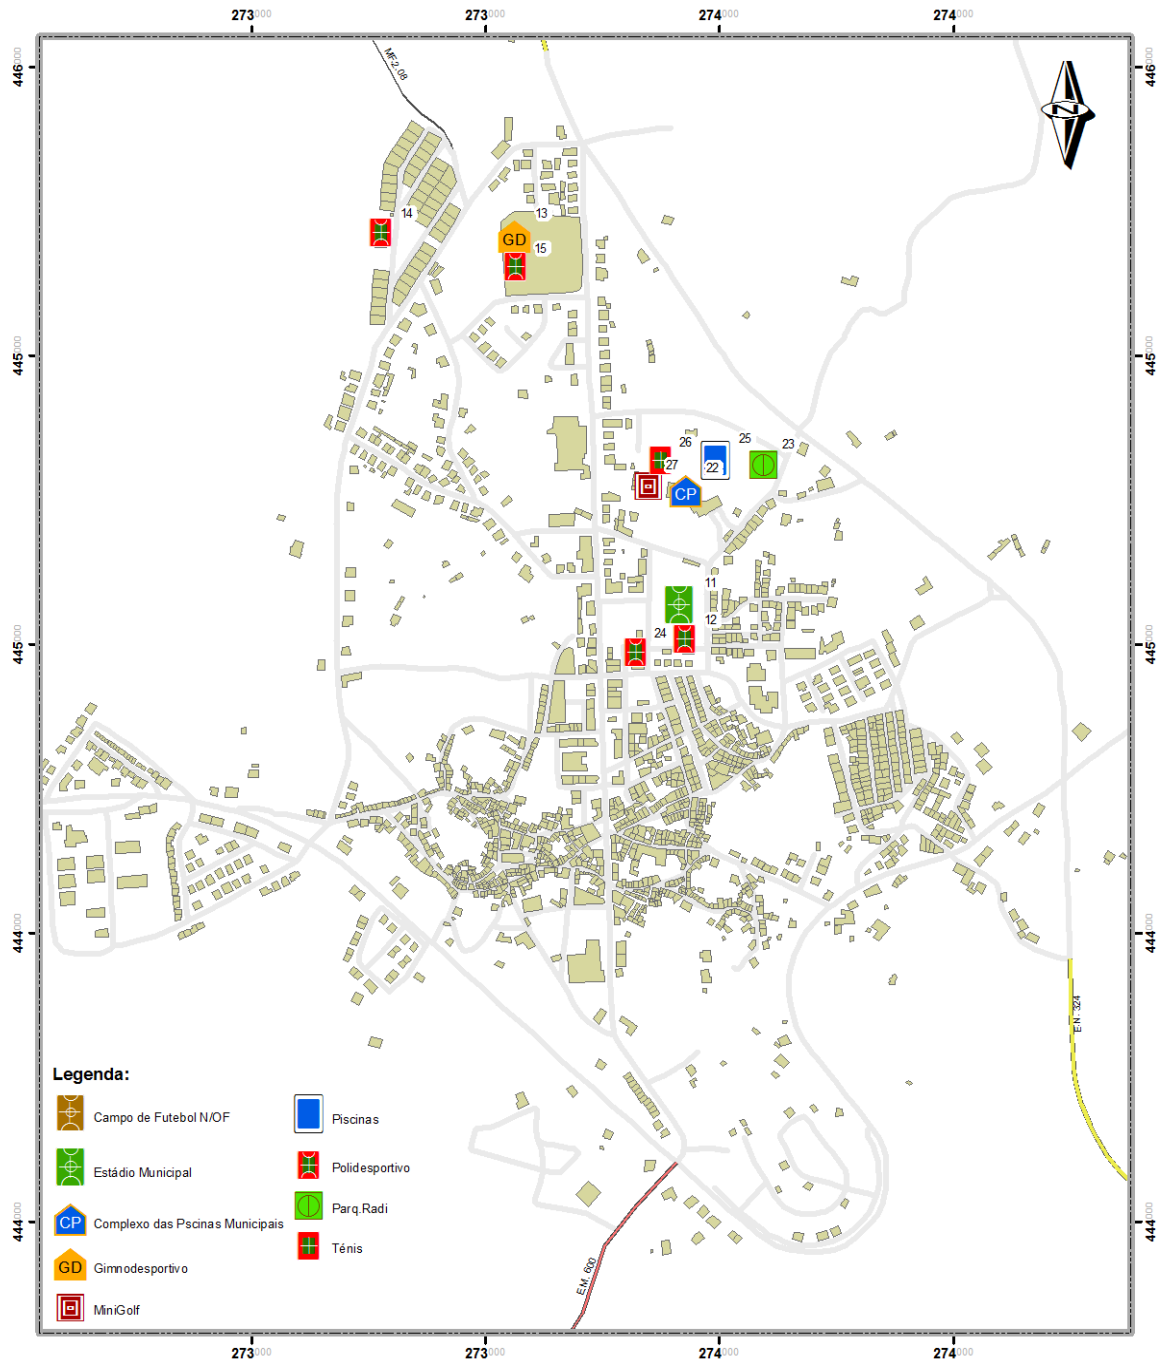 273000 273000 274000 274000
446000 446000
MF-2.08
N
14
13
GD
15
445000 445000
26 25 23
27 22
CP
11
12
24
445000 445000
444000 444000
E.N. 324
Legenda:
Campo de Futebol N/OF
Piscinas
Estádio Municipal
Polidesportivo
Parq.Radi
CP Complexo das Pscinas Municipais
Ténis
GD Gimnodesportivo
MiniGolf
444000 444000
E.M. 600
273000 273000 274000 274000